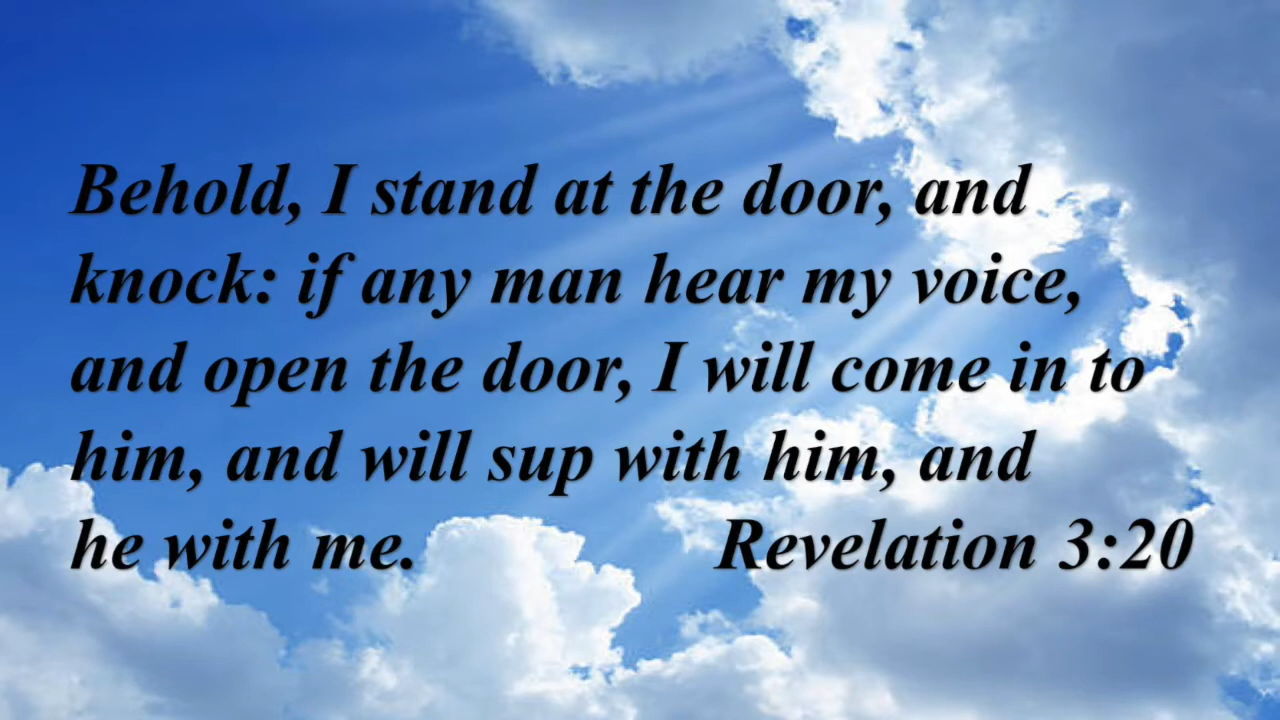 Behold, I stand at the door, and
knock: if any man hear my voice,
and open the door, I will come in to
him, and will sup with him, and
he with me. Revelation 3:20